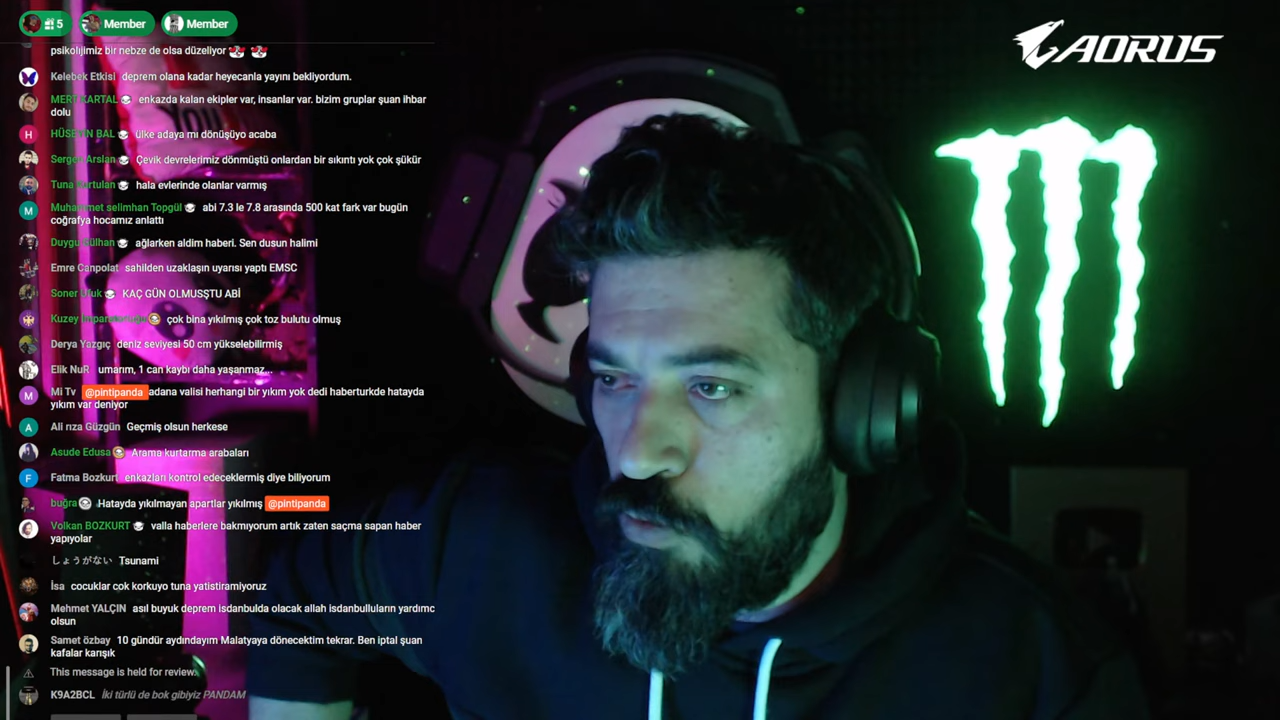 5 Member Member
AORUS
psikolijimiz bir nebze de olsa düzeliyor
Kelebek Etkisi deprem olana kadar heyecanla yayını bekliyordum.
MERT KARTAL enkazda kalan ekipler var, insanlar var. bizim gruplar şuan ihbar
dolu
HÜSEYN BAL ülke adaya mı dönüşüyo acaba
Sergen Arslan Çevik devrelerimiz dönmüştü onlardan bir sıkıntı yok çok şükür
Tuna Kurtulan hala evlerinde olanlar varmış
Muhammet selimhan Topgül abi 7.3 le 7.8 arasında 500 kat fark var bugün
coğrafya hocamız anlattı
Duygu Gülhan ağlarken aldim haberi. Sen dusun halimi
Emre Canpolat sahilden uzaklaşın uyarısı yaptı EMSC
Soner Ufuk KAÇ GÜN OLMUSŞTU ABİ
Kuzey çok bina yıkılmış çok toz bulutu olmuş
Derya Yazgıç deniz seviyesi 50 cm yükselebilirmiş
Elik NuR umarım, 1 can kaybı daha yaşanmaz...
Mi Tv @pintipanda adana valisi herhangi bir yıkım yok dedi haberturkde hatayda
yıkım var deniyor
Ali rıza Güzgün Geçmiş olsun herkese
Asude Edusa Arama kurtarma arabaları
Fatma Bozkurt enkazları kontrol edeceklermiş diye biliyorum
buğra Hatayda yıkılmayan apartlar yıkılmış @pintipanda
Volkan BOZKURT valla haberlere bakmıyorum artık zaten saçma sapan haber
yapıyolar
しょうがない Tsunami
İsa cocuklar cok korkuyo tuna yatistiramiyoruz
Mehmet YALÇIN asıl buyuk deprem isdanbulda olacak allah isdanbulluların yardımc
olsun
Samet özbay 10 gündür aydındayım Malatyaya dönecektim tekrar. Ben iptal şuan
kafalar karışık
This message is held for review.
K9A2BCL İki türlü de bok gibiyiz PANDAM